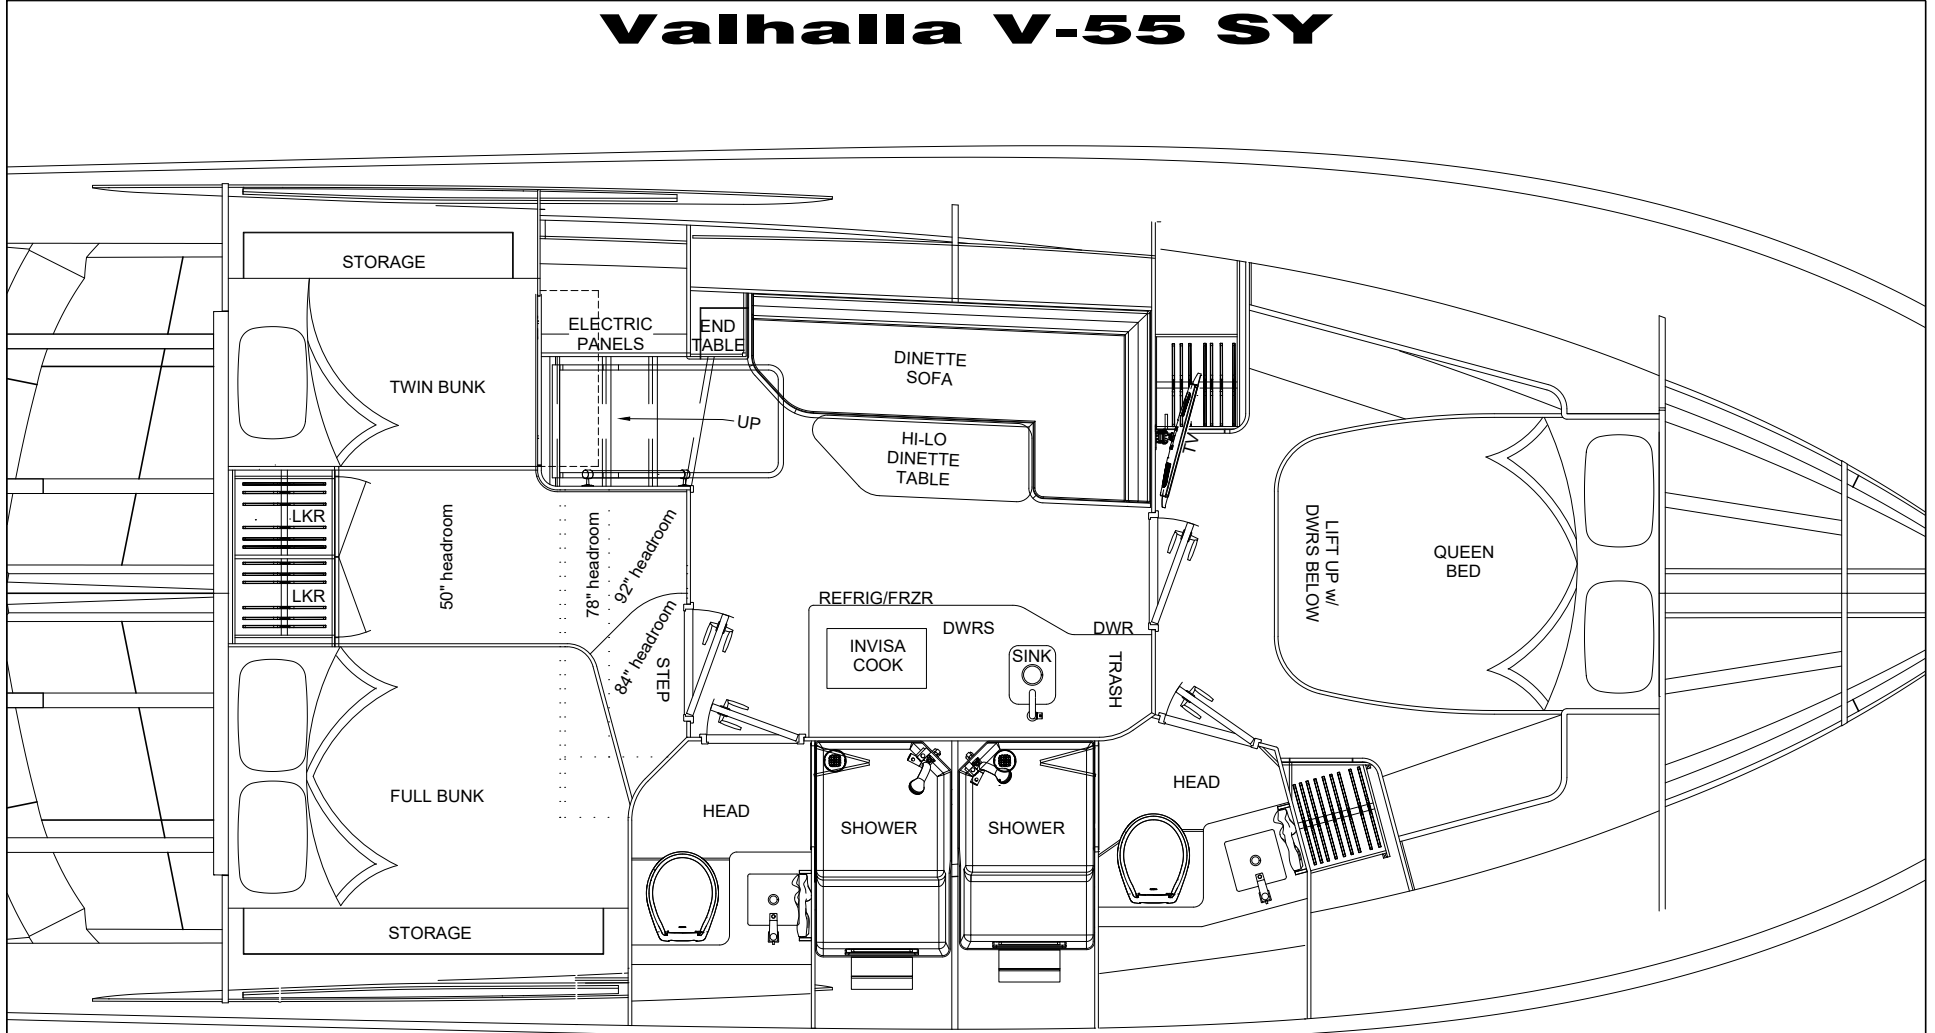 Valhalla V-55 SY
STORAGE
ELECTRIC
PANELS
END
TABLE
TWIN BUNK
UP
DINETTE
SOFA
HI-LO
DINETTE
TABLE
TV
LKR
LKR
50" headroom
78" headroom
92" headroom
84" headroom
STEP
REFRIG/FRZR
DWRS
DWR
INVISA
COOK
SINK
TRASH
LIFT UP w/
DWRS BELOW
QUEEN
BED
FULL BUNK
HEAD
SHOWER
SHOWER
HEAD
STORAGE